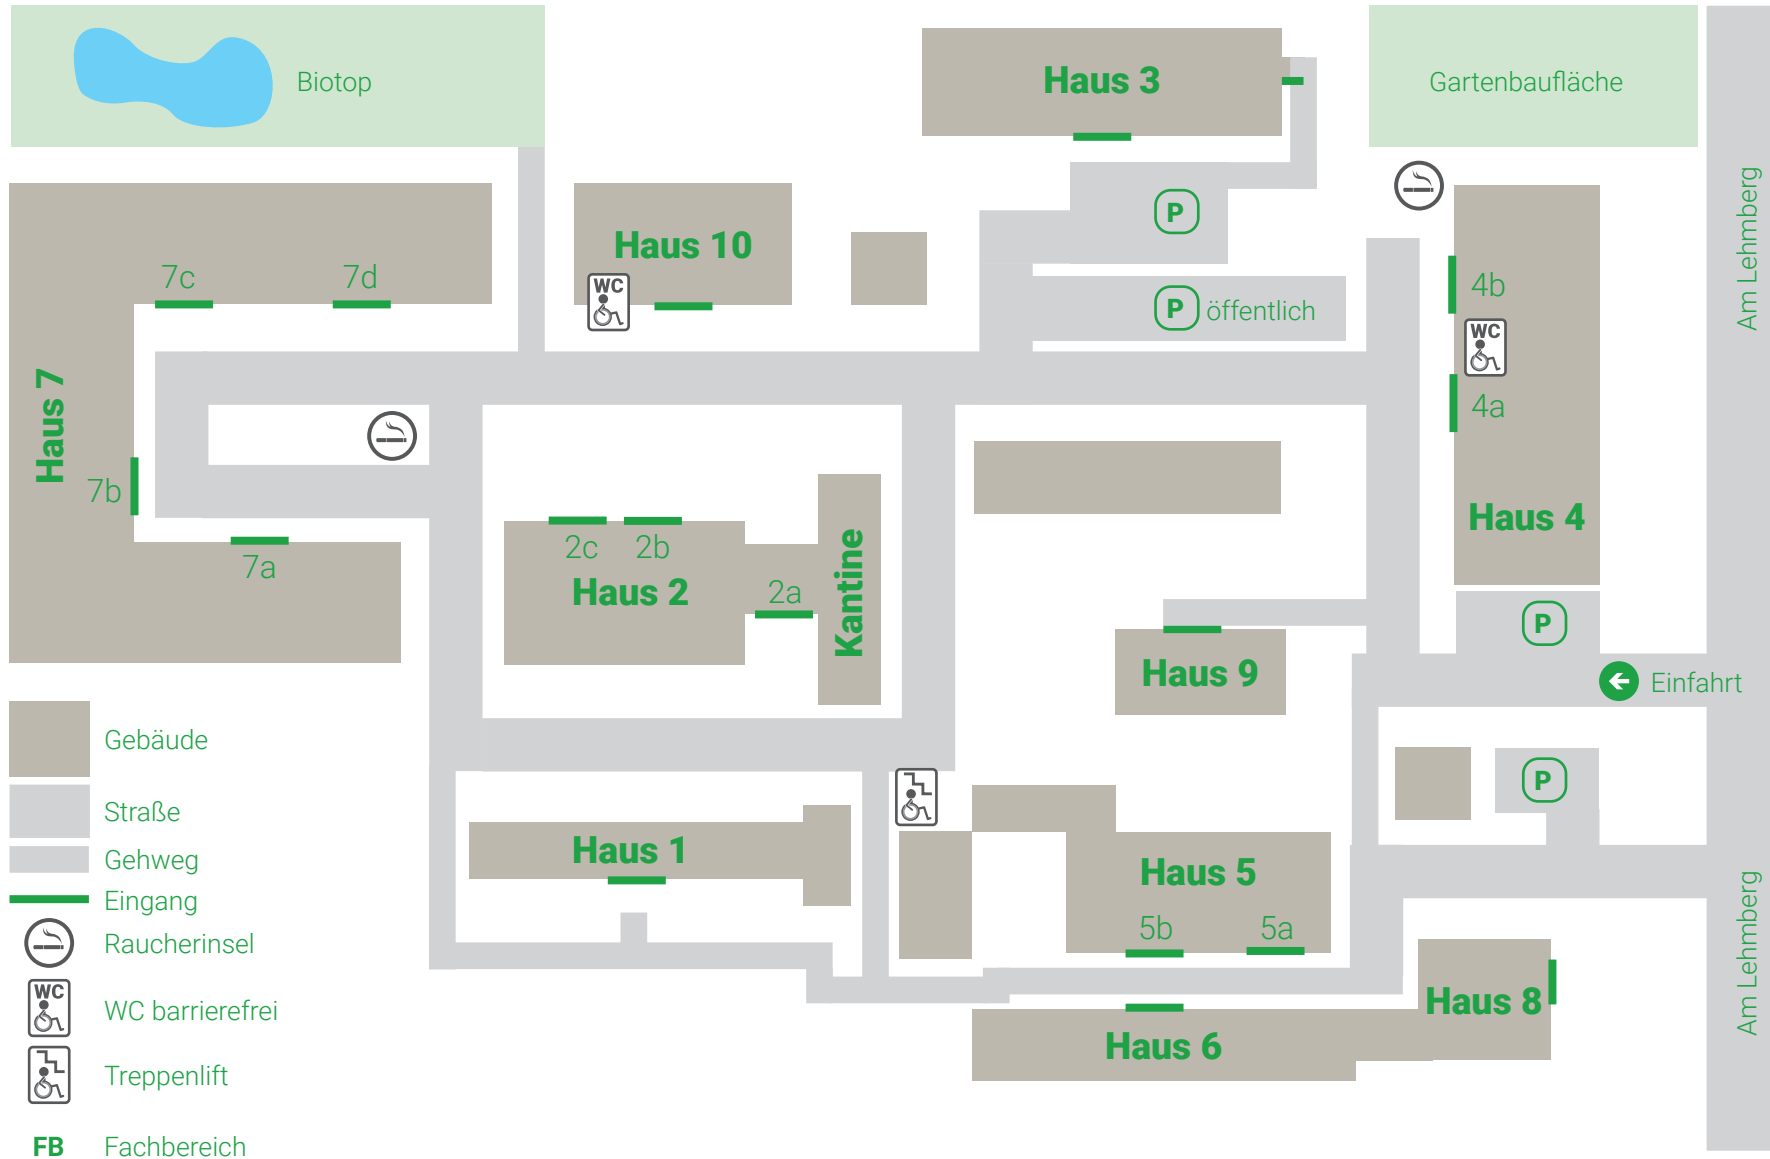 Biotop
Haus 3
Gartenbaufläche
Am Lehmberg
P
Haus 10
WC
7c
7d
P öffentlich
4b
WC
4a
Haus 7
7b
7a
2c
2b
Haus 2
2a
Kantine
Haus 4
P
Haus 9
Einfahrt
P
Haus 1
Haus 5
5b
5a
Haus 8
Haus 6
Am Lehmberg
Gebäude
Straße
Gehweg
Eingang
Raucherinsel
WC
WC barrierefrei
Treppenlift
FB Fachbereich